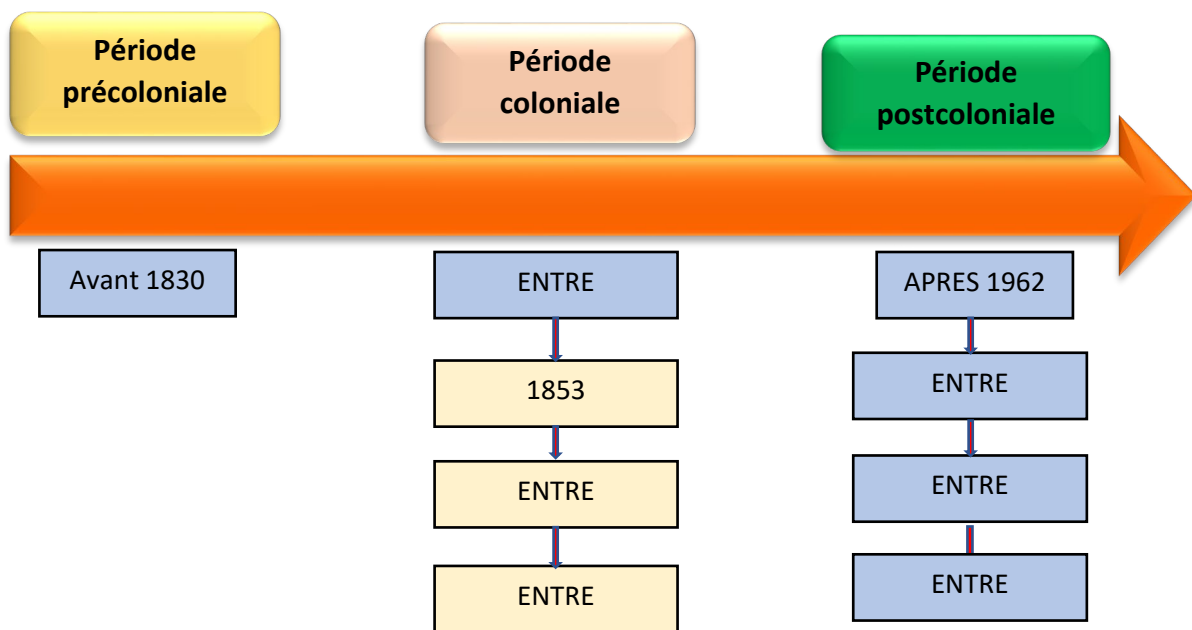 Période
précoloniale
Période
coloniale
Période
postcoloniale
Avant 1830
ENTRE
APRES 1962
1853
ENTRE
ENTRE
ENTRE
ENTRE
ENTRE